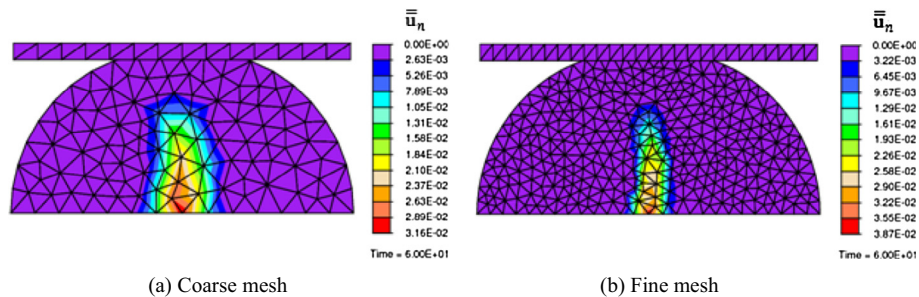 u̿n
0.00E+00
2.63E-03
5.26E-03
7.89E-03
1.05E-02
1.31E-02
1.58E-02
1.84E-02
2.10E-02
2.37E-02
2.63E-02
2.89E-02
3.16E-02
Time = 6.00E+01
(a) Coarse mesh
u̿n
0.00E+00
3.22E-03
6.45E-03
9.67E-03
1.29E-02
1.61E-02
1.93E-02
2.26E-02
2.58E-02
2.90E-02
3.22E-02
3.55E-02
3.87E-02
Time = 6.00E+01
(b) Fine mesh